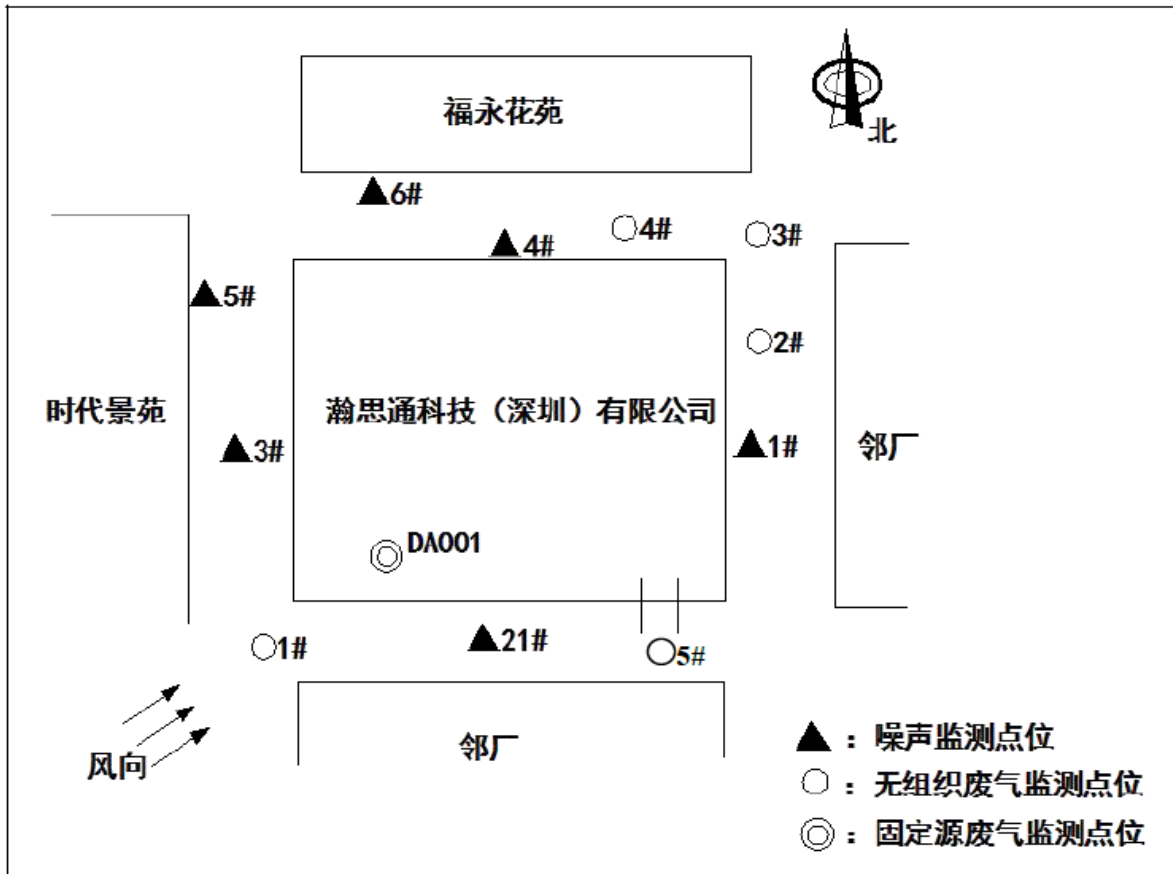 福永花苑
北
6#
4#
4#
3#
5#
2#
时代景苑
瀚思通科技（深圳）有限公司
3#
1#
邻厂
DA001
1#
21#
5#
风向
邻厂
：噪声监测点位
：无组织废气监测点位
：固定源废气监测点位